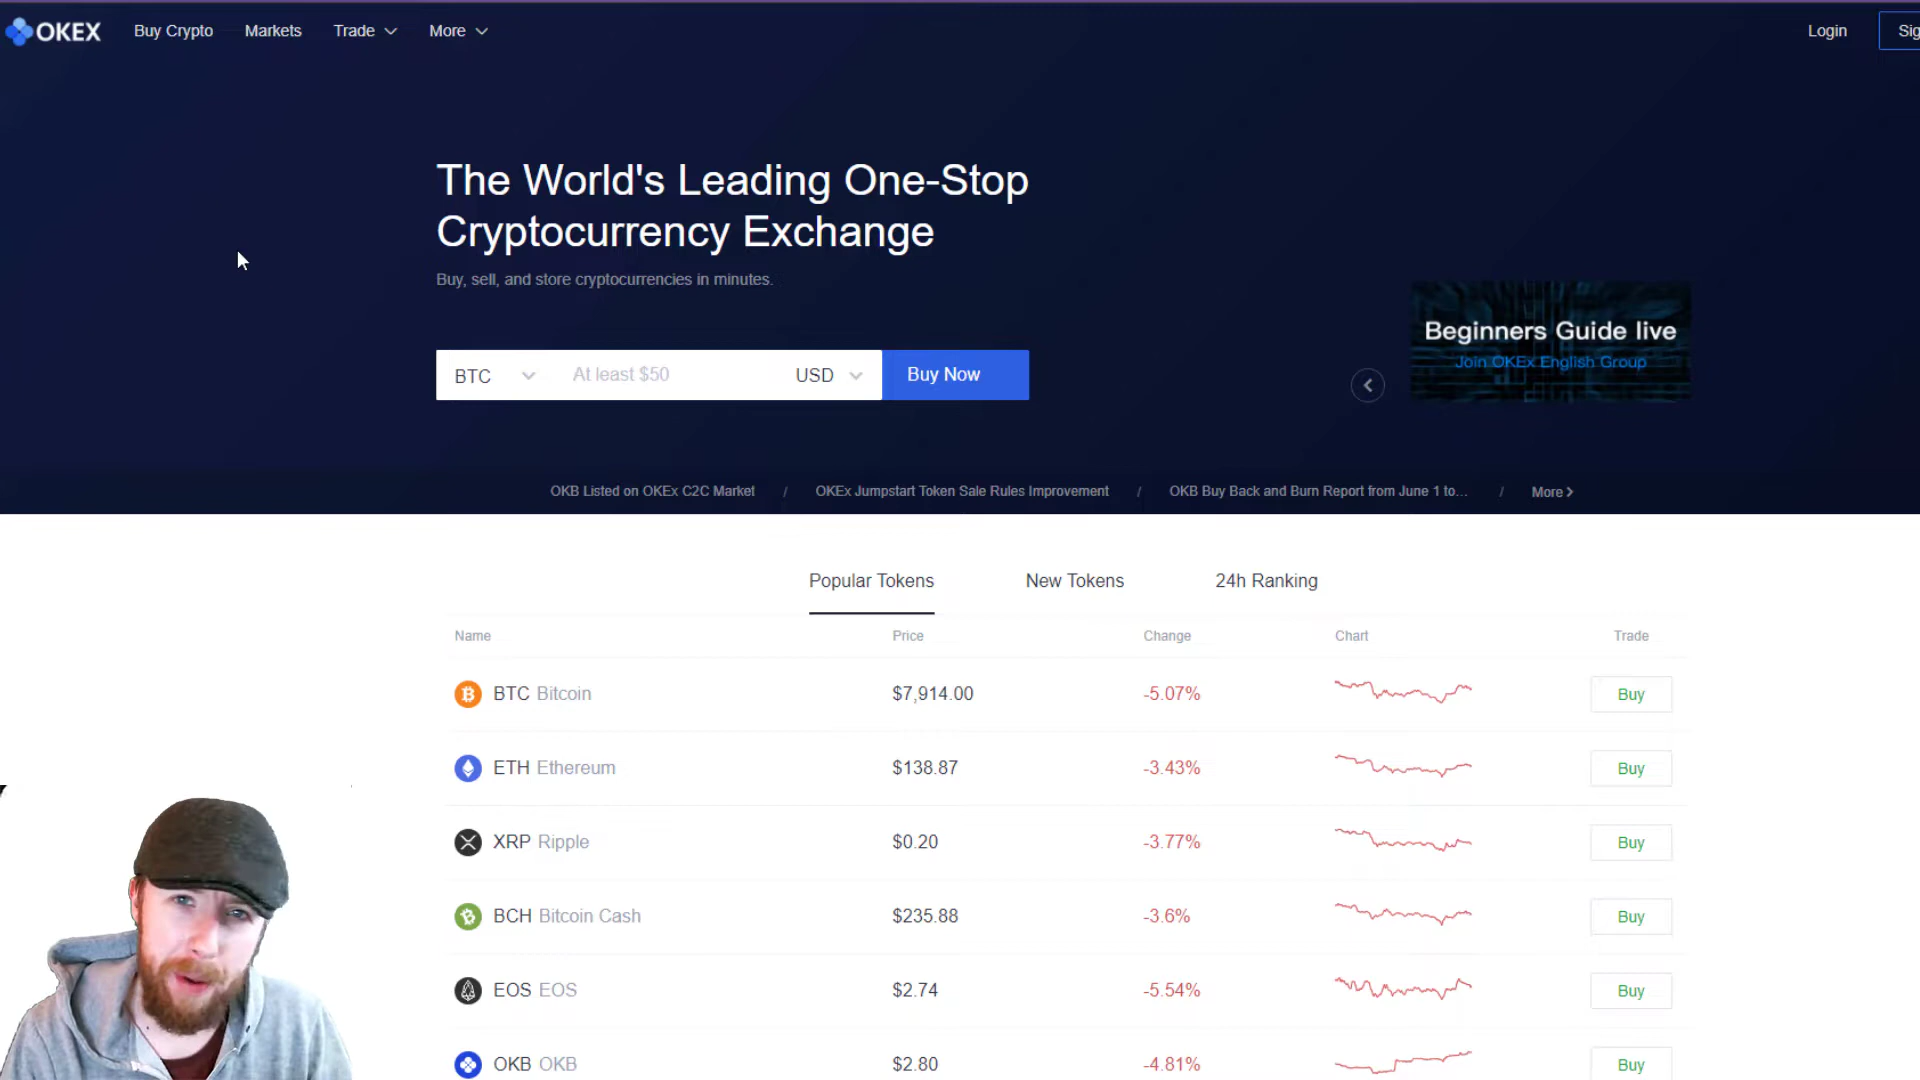 OKEX Buy Crypto Markets Trade More Login Sig
The World's Leading One-Stop
Cryptocurrency Exchange
Buy, sell, and store cryptocurrencies in minutes.
BTC At least $50 USD Buy Now
Beginners Guide live
Join OKEx English Group
OKB Listed on OKEx C2C Market / OKEx Jumpstart Token Sale Rules Improvement / OKB Buy Back and Burn Report from June 1 to... / More
Popular Tokens New Tokens 24h Ranking
Name Price Change Chart Trade
BTC Bitcoin $7,914.00 -5.07% Buy
ETH Ethereum $138.87 -3.43% Buy
XRP Ripple $0.20 -3.77% Buy
BCH Bitcoin Cash $235.88 -3.6% Buy
EOS EOS $2.74 -5.54% Buy
OKB OKB $2.80 -4.81% Buy